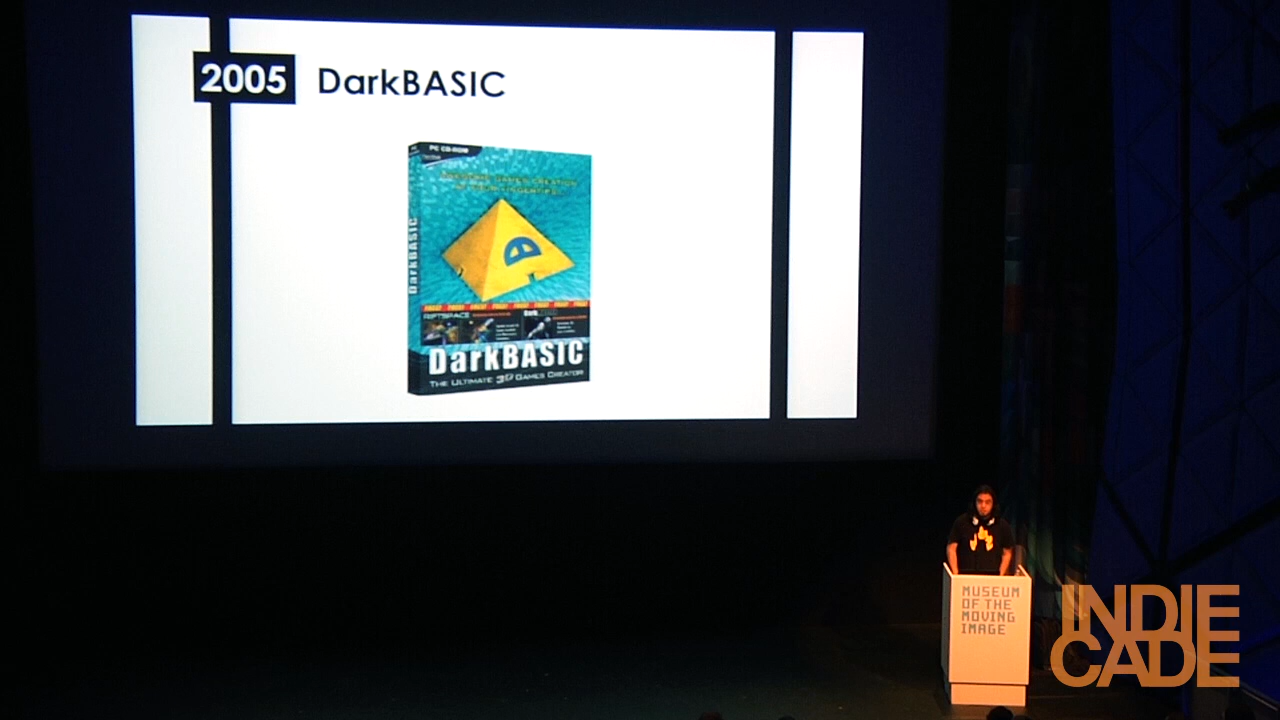 2005 DarkBASIC
PC CD-ROM
DarkBASIC
RIFTSPACE
DarkBASIC
THE ULTIMATE 3D GAMES CREATOR
MUSEUM
OF THE
MOVING
IMAGE
INDIE
CADE